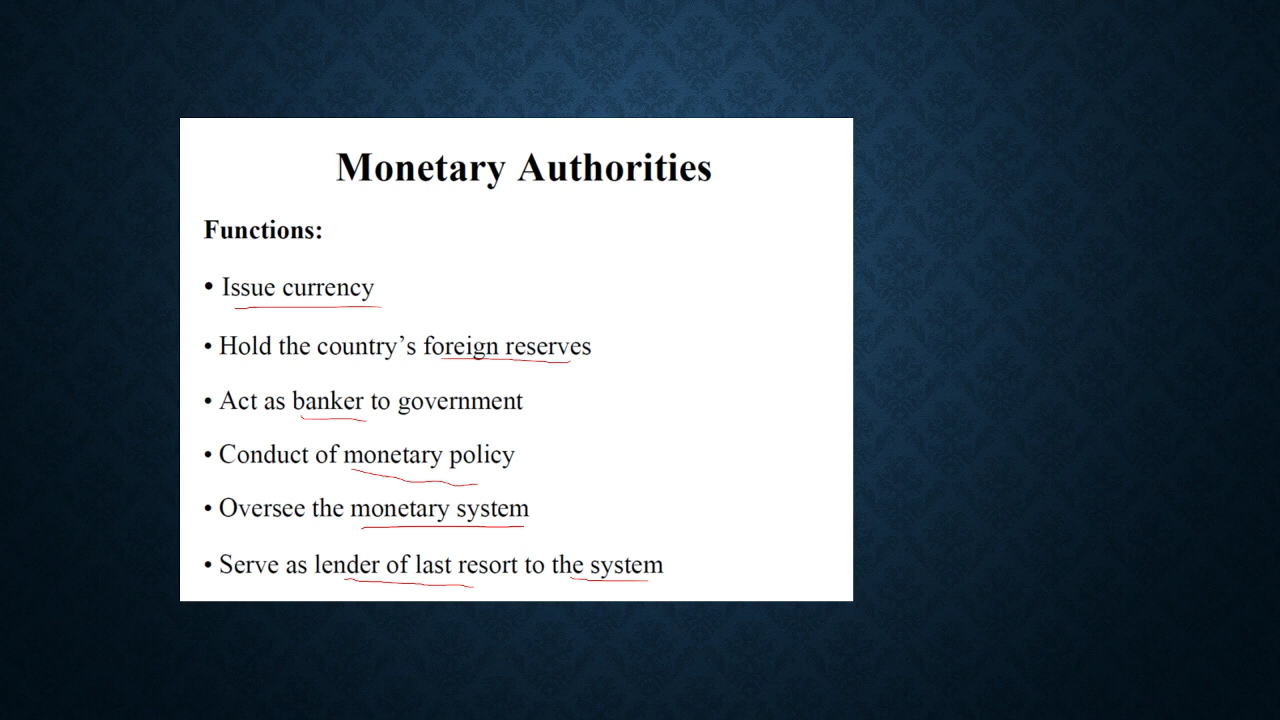 Monetary Authorities
Functions:
• Issue currency
• Hold the country’s foreign reserves
• Act as banker to government
• Conduct of monetary policy
• Oversee the monetary system
• Serve as lender of last resort to the system